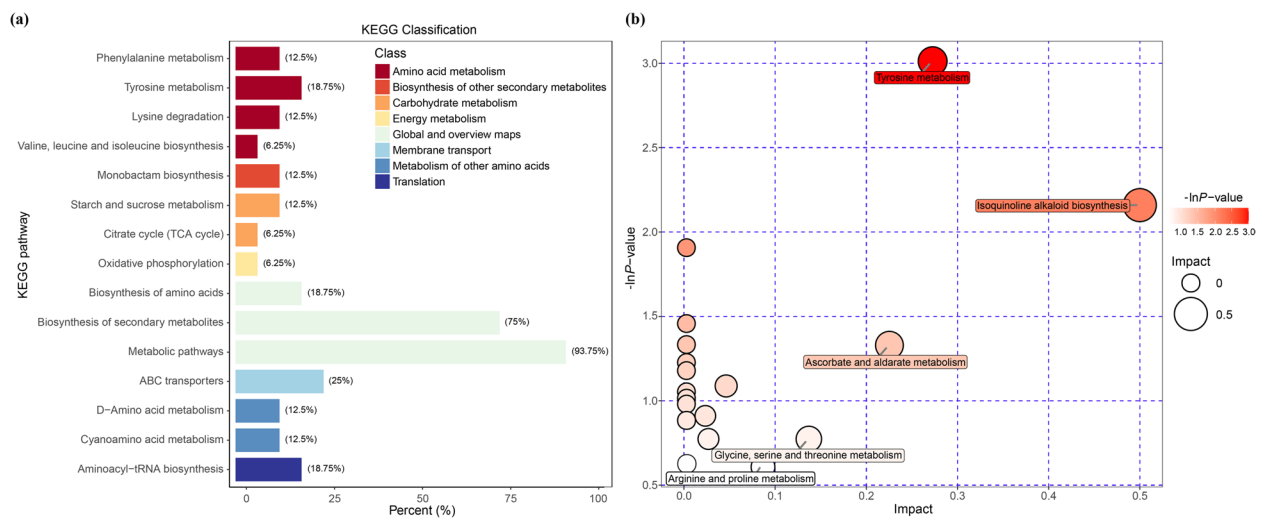 (a)
KEGG Classification
KEGG pathway
Phenylalanine metabolism (12.5%)
Tyrosine metabolism (18.75%)
Lysine degradation (12.5%)
Valine, leucine and isoleucine biosynthesis (6.25%)
Monobactam biosynthesis (12.5%)
Starch and sucrose metabolism (12.5%)
Citrate cycle (TCA cycle) (6.25%)
Oxidative phosphorylation (6.25%)
Biosynthesis of amino acids (18.75%)
Biosynthesis of secondary metabolites (75%)
Metabolic pathways (93.75%)
ABC transporters (25%)
D−Amino acid metabolism (12.5%)
Cyanoamino acid metabolism (12.5%)
Aminoacyl−tRNA biosynthesis (18.75%)
0 25 50 75 100
Percent (%)
Class
Amino acid metabolism
Biosynthesis of other secondary metabolites
Carbohydrate metabolism
Energy metabolism
Global and overview maps
Membrane transport
Metabolism of other amino acids
Translation
(b)
-lnP−value
3.0
2.5
2.0
1.5
1.0
0.5
Tyrosine metabolism
Isoquinoline alkaloid biosynthesis
Ascorbate and aldarate metabolism
Glycine, serine and threonine metabolism
Arginine and proline metabolism
0.0 0.1 0.2 0.3 0.4 0.5
Impact
-lnP−value
1.0 1.5 2.0 2.5 3.0
Impact
0
0.5